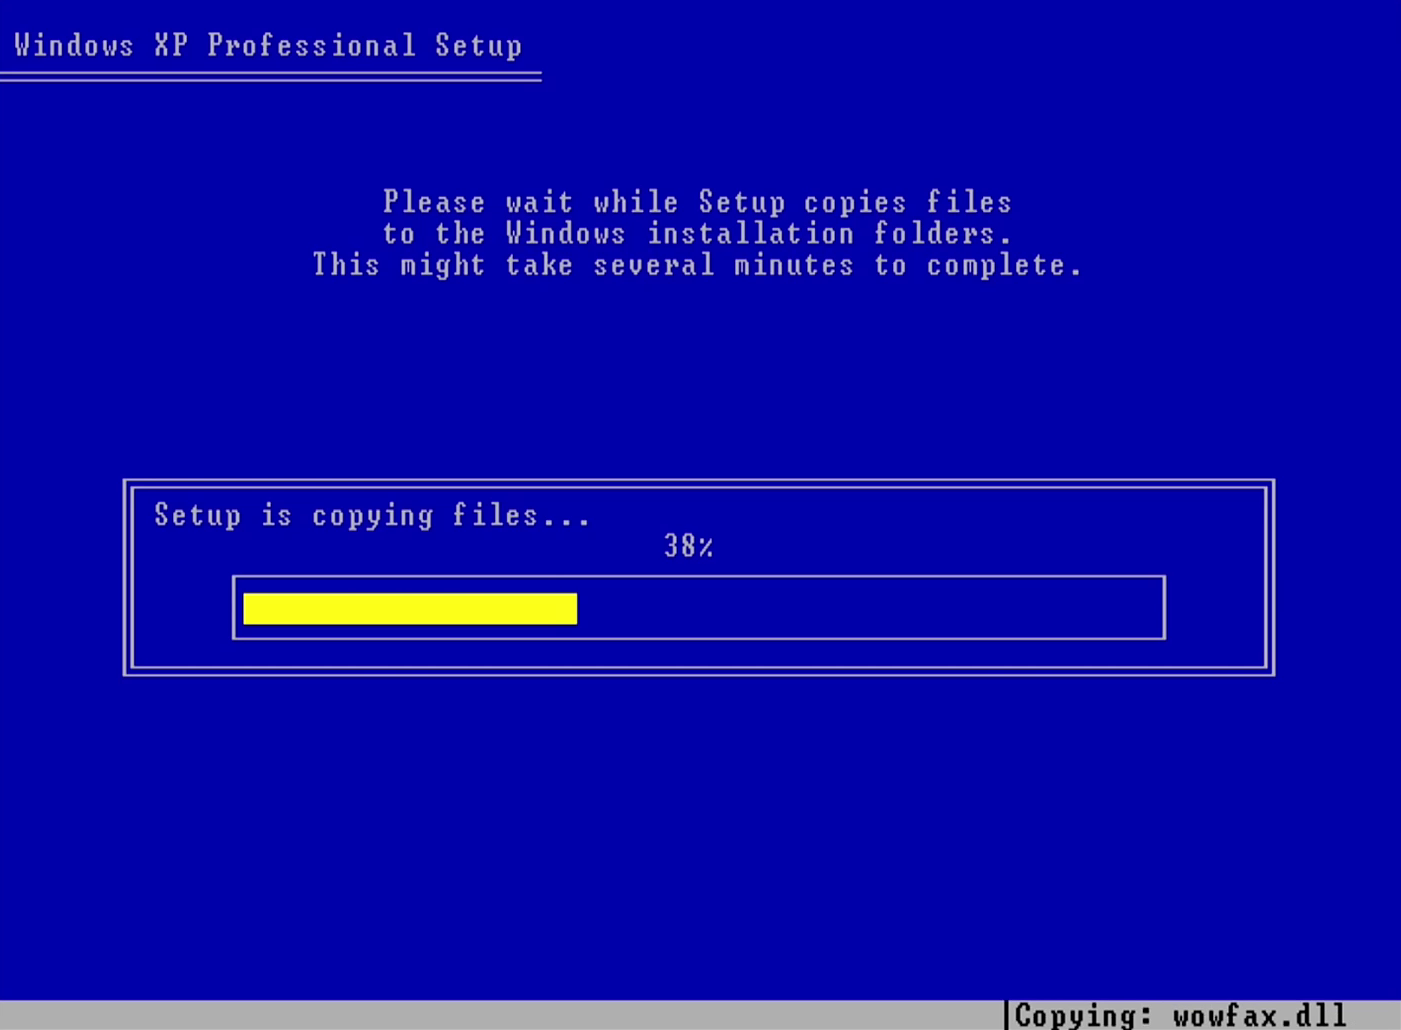 Windows XP Professional Setup
Please wait while Setup copies files
to the Windows installation folders.
This might take several minutes to complete.
Setup is copying files...
38%
Copying: wowfax.dll